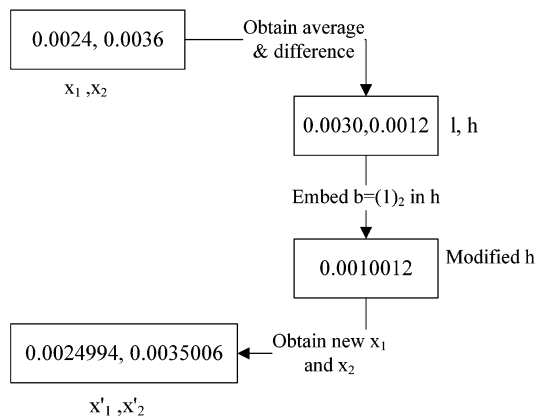 0.0024, 0.0036
x₁ ,x₂
Obtain average
& difference
0.0030,0.0012
l, h
Embed b=(1)₂ in h
0.0010012
Modified h
Obtain new x₁
and x₂
0.0024994, 0.0035006
x'₁ ,x'₂